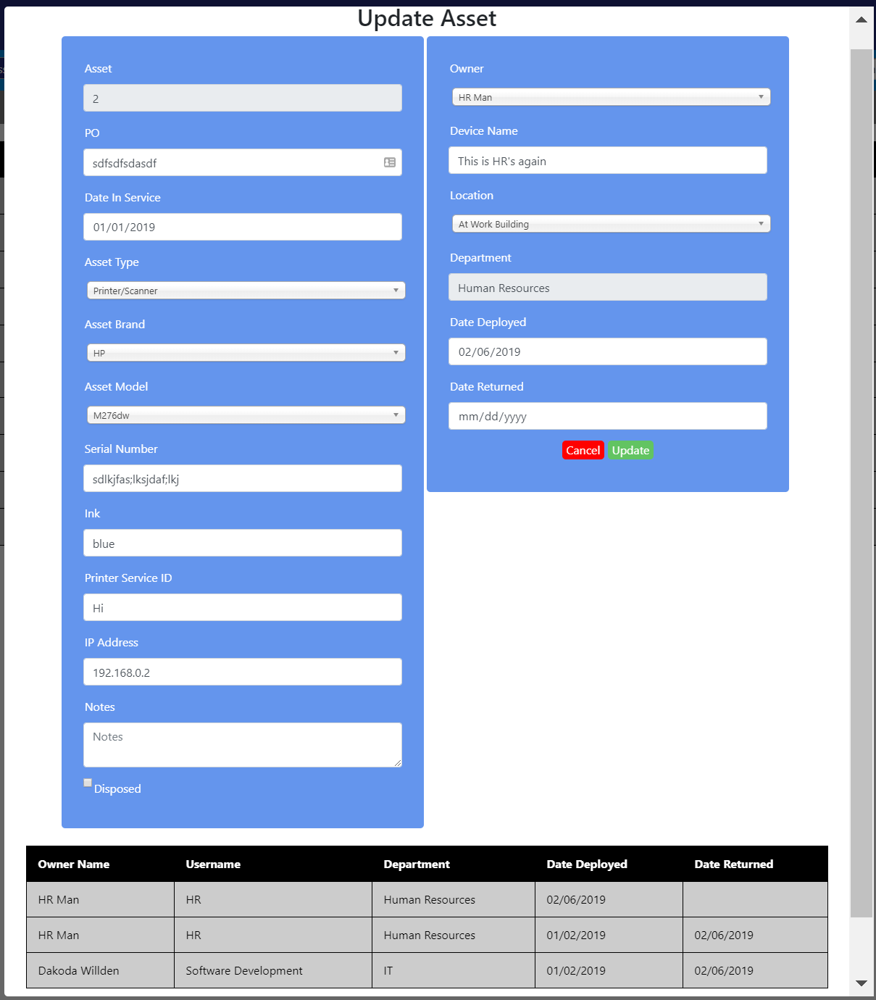 Update Asset
Asset
2
PO
sdfsdfsdasdf
Date In Service
01/01/2019
Asset Type
Printer/Scanner
Asset Brand
HP
Asset Model
M276dw
Serial Number
sdlkjfas;lksjdaf;lkj
Ink
blue
Printer Service ID
Hi
IP Address
192.168.0.2
Notes
Notes
Disposed
Owner
HR Man
Device Name
This is HR's again
Location
At Work Building
Department
Human Resources
Date Deployed
02/06/2019
Date Returned
mm/dd/yyyy
Cancel Update
Owner Name Username Department Date Deployed Date Returned
HR Man HR Human Resources 02/06/2019
HR Man HR Human Resources 01/02/2019 02/06/2019
Dakoda Willden Software Development IT 01/02/2019 02/06/2019